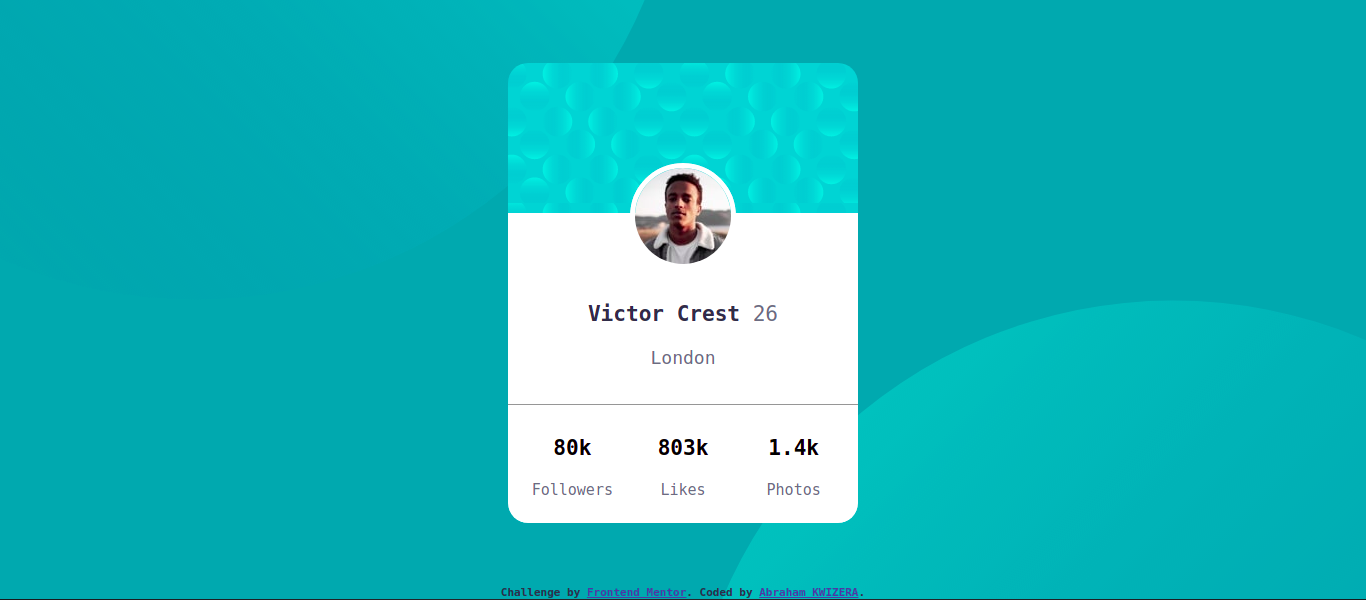 Victor Crest 26
London
80k 803k 1.4k
Followers Likes Photos
Challenge by Frontend Mentor. Coded by Abraham KWIZERA.